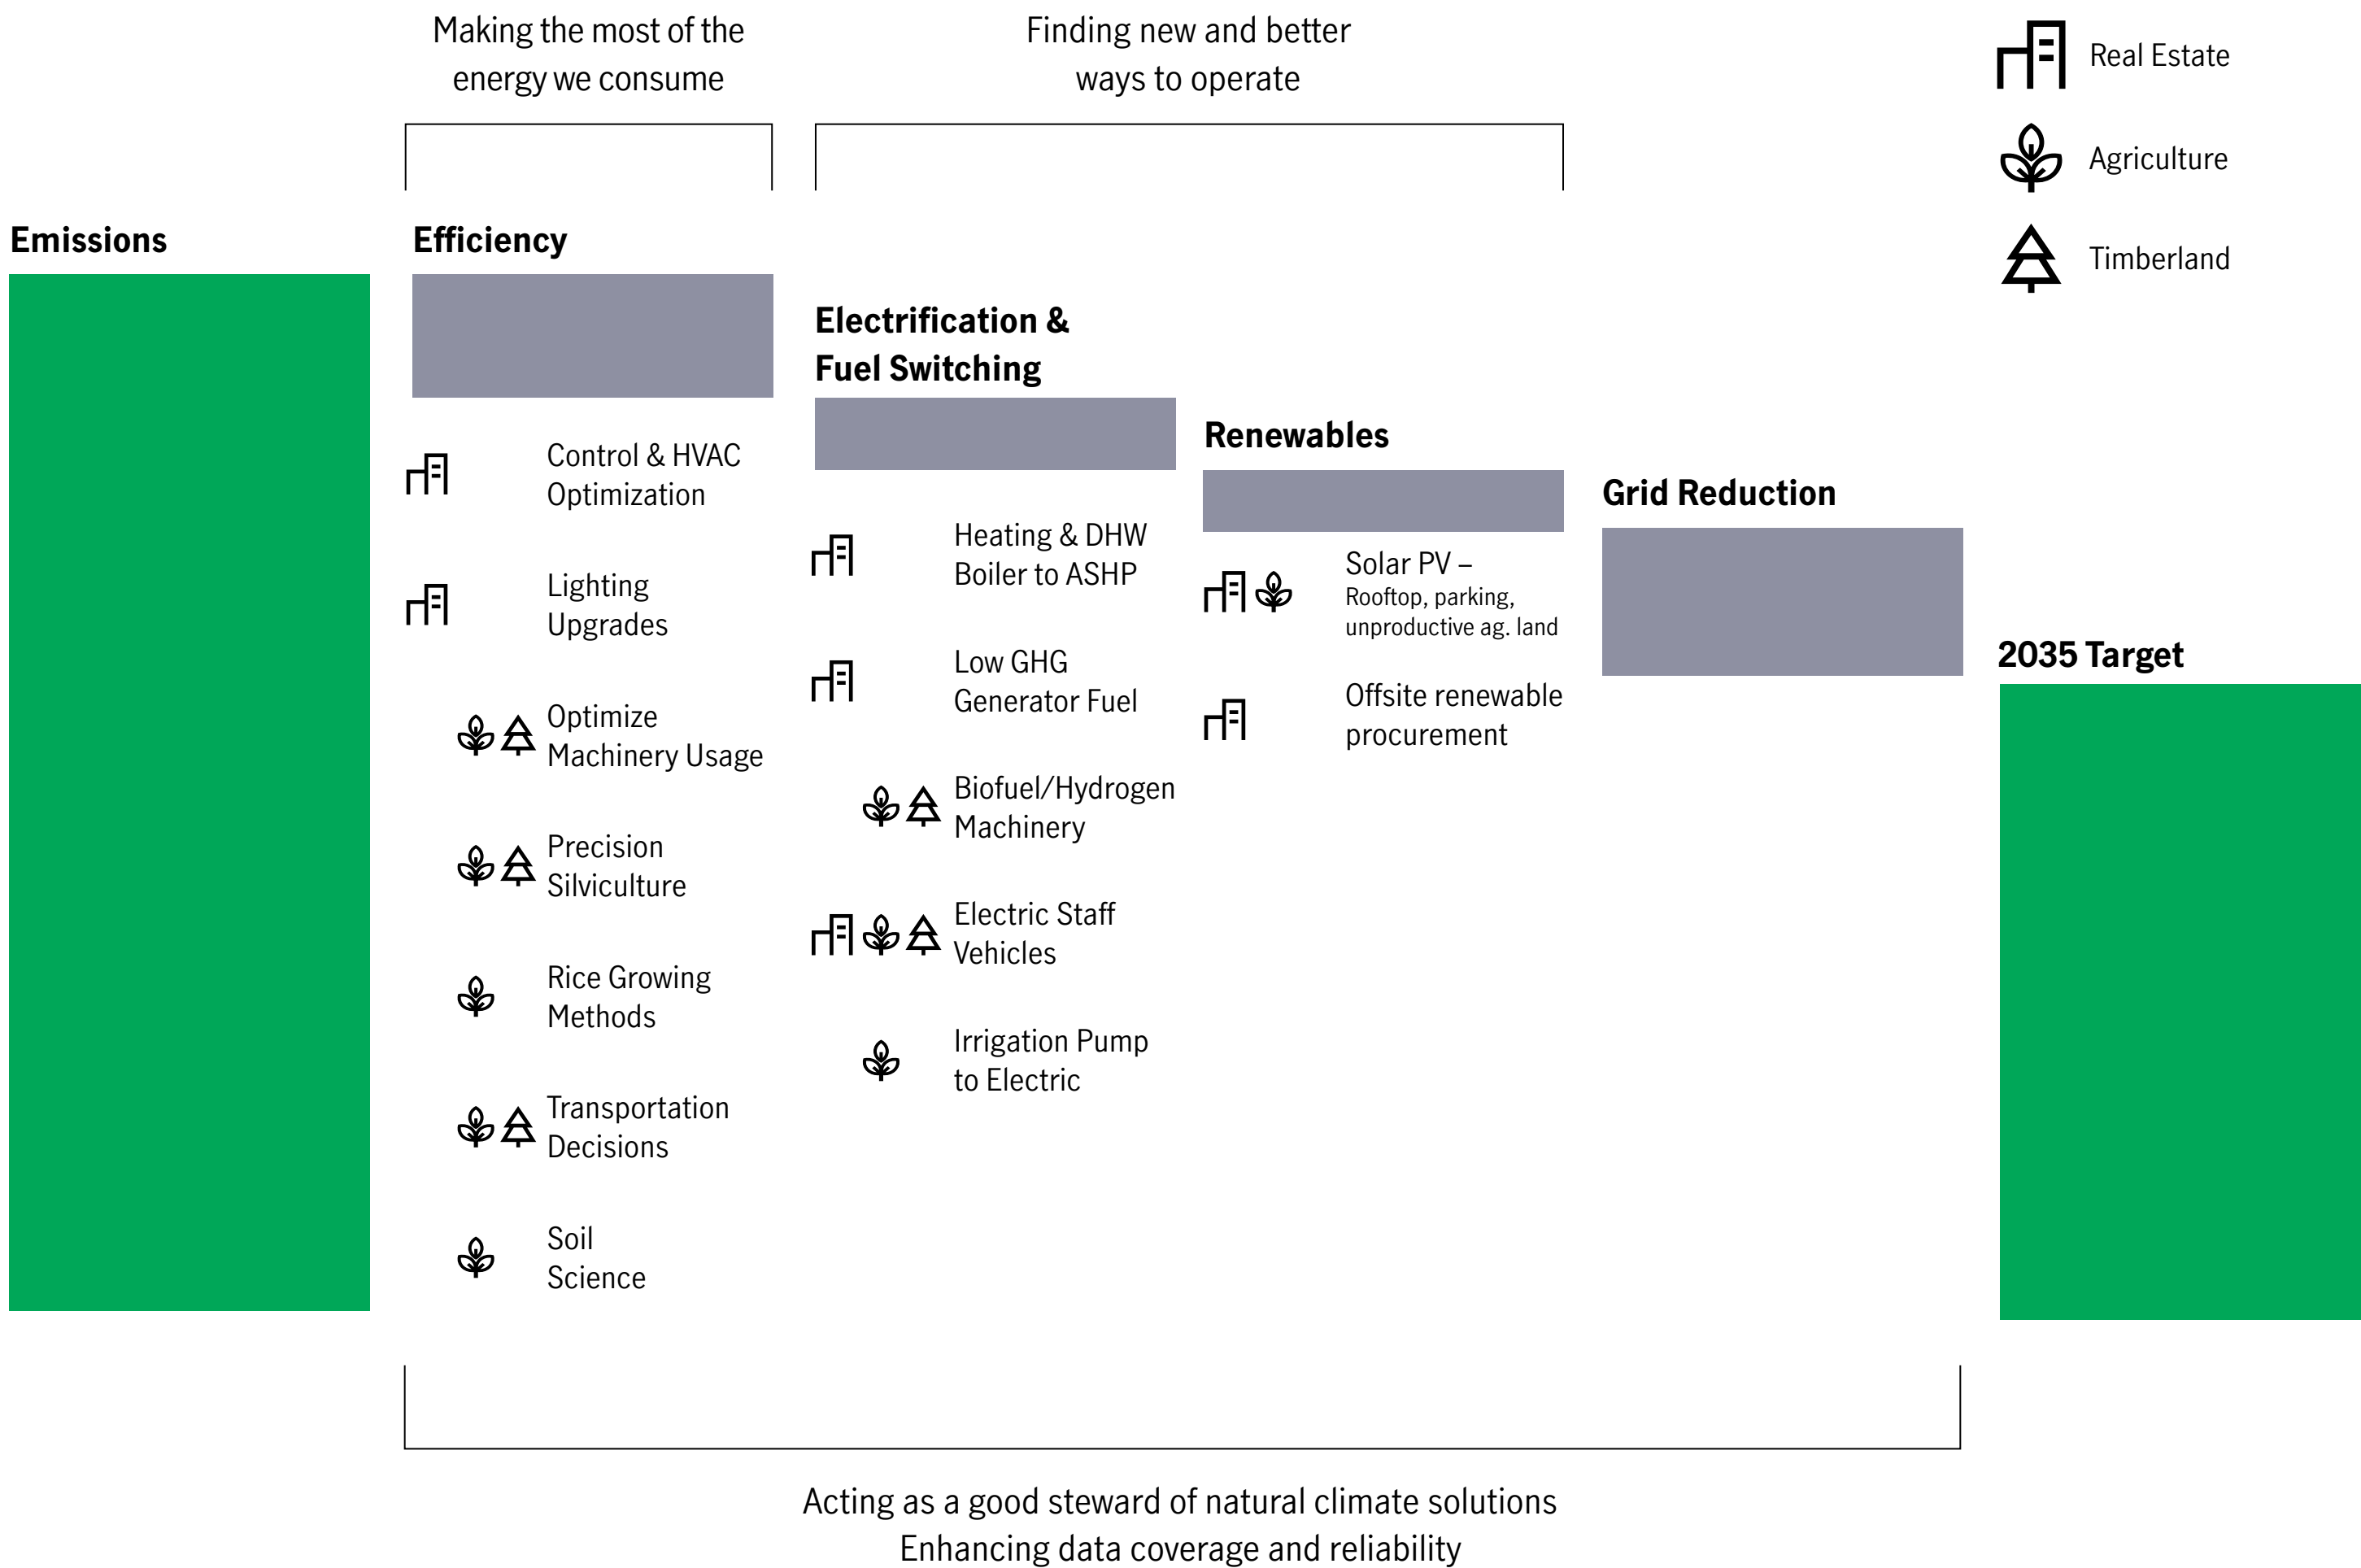 Making the most of the
energy we consume
Finding new and better
ways to operate
Real Estate
Agriculture
Timberland
Emissions
Efficiency
Control & HVAC
Optimization
Lighting
Upgrades
Optimize
Machinery Usage
Precision
Silviculture
Rice Growing
Methods
Transportation
Decisions
Soil
Science
Electrification &
Fuel Switching
Heating & DHW
Boiler to ASHP
Low GHG
Generator Fuel
Biofuel/Hydrogen
Machinery
Electric Staff
Vehicles
Irrigation Pump
to Electric
Renewables
Solar PV –
Rooftop, parking,
unproductive ag. land
Offsite renewable
procurement
Grid Reduction
2035 Target
Acting as a good steward of natural climate solutions
Enhancing data coverage and reliability